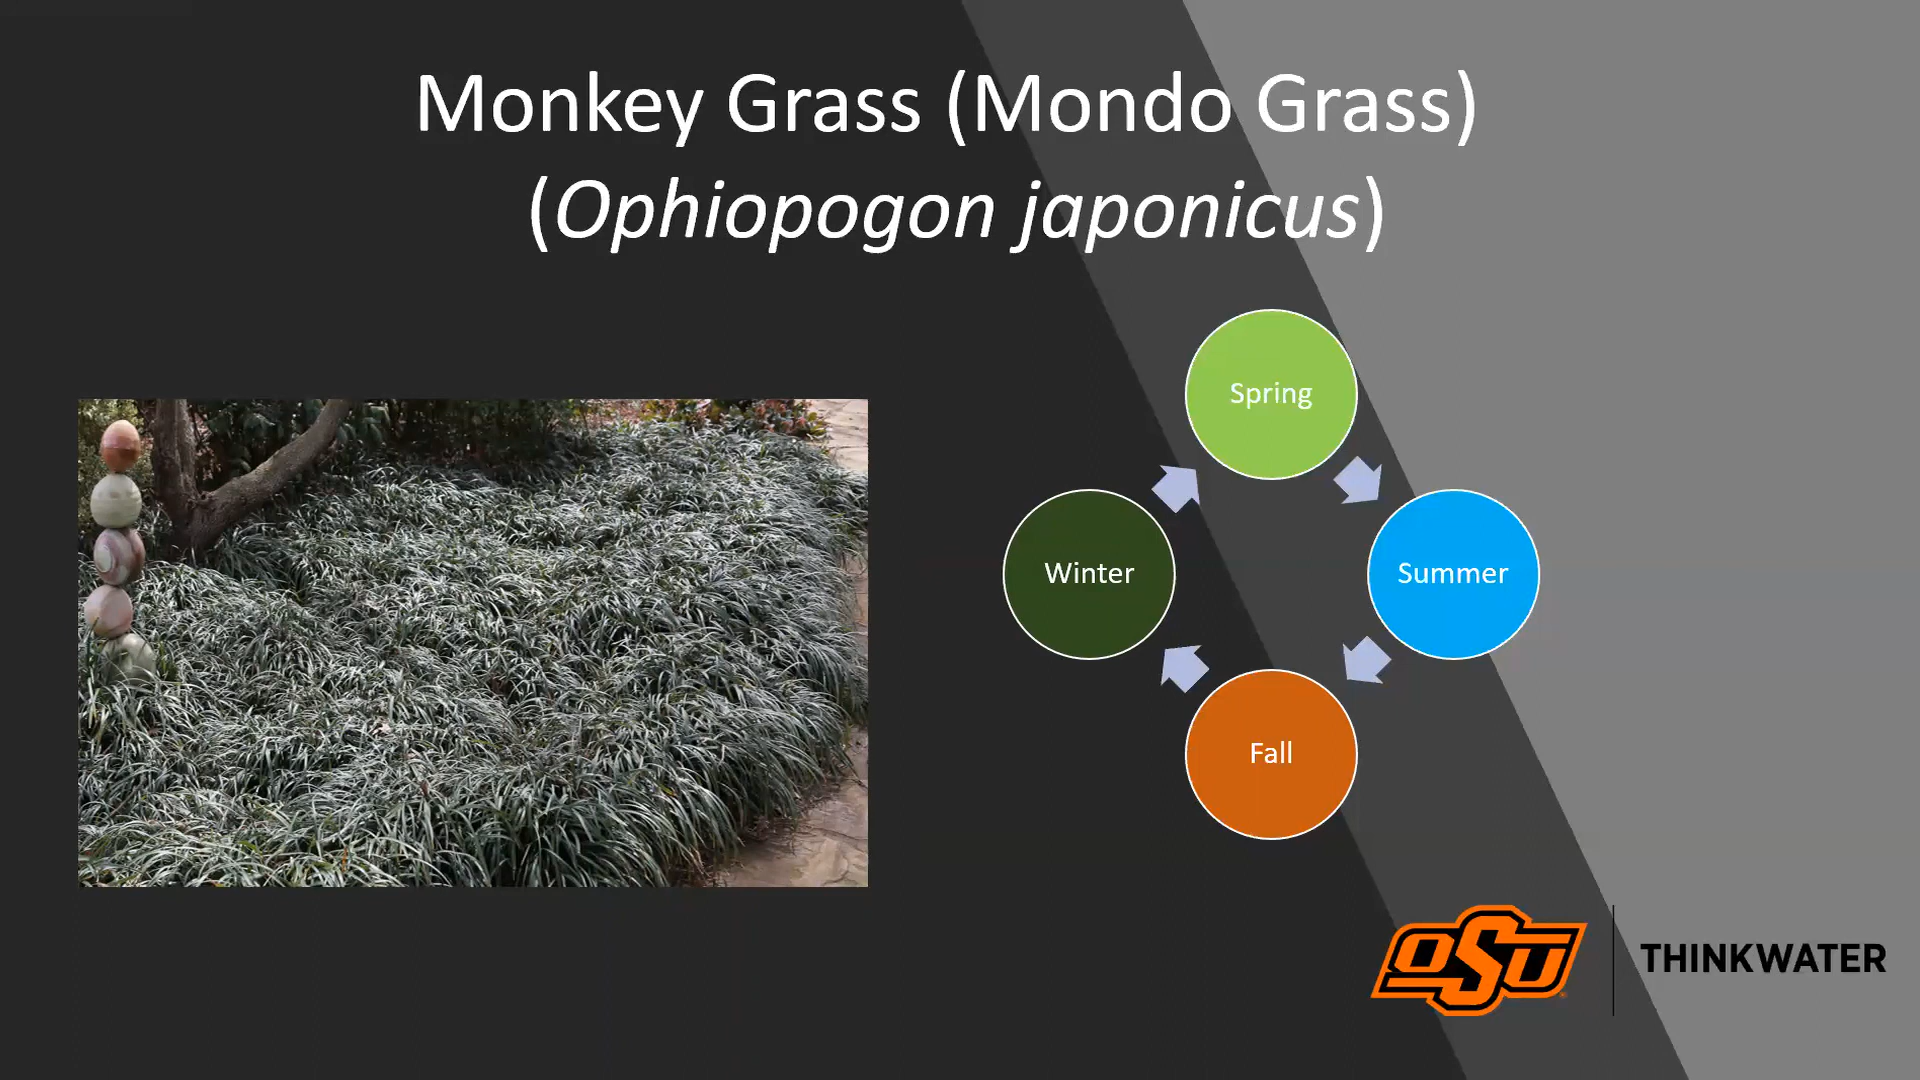 Monkey Grass (Mondo Grass)
(Ophiopogon japonicus)
Spring
Summer
Winter
Fall
OSU
THINKWATER